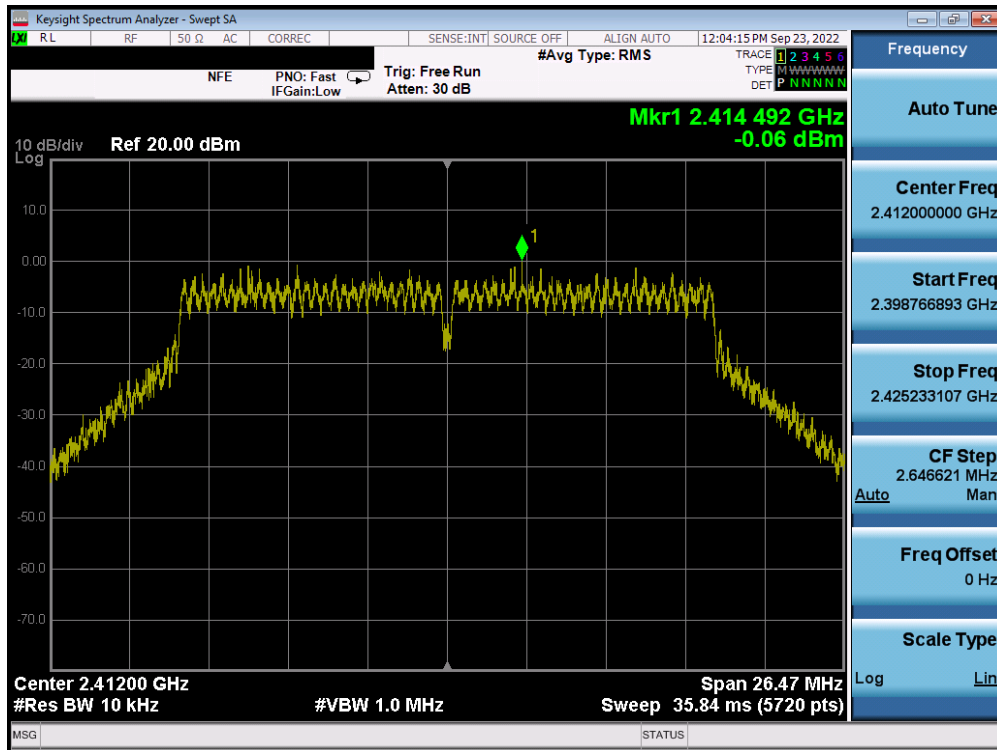 Keysight Spectrum Analyzer - Swept SA
LXI RL RF 50 Ω AC CORREC SENSE:INT SOURCE OFF ALIGN AUTO 12:04:15 PM Sep 23, 2022
NFE PNO: Fast IFGain:Low
Trig: Free Run
Atten: 30 dB
#Avg Type: RMS
TRACE 1 2 3 4 5 6
TYPE M W W W W W
DET P N N N N N
Mkr1 2.414 492 GHz
-0.06 dBm
10 dB/div Ref 20.00 dBm
Log
1
10.0
0.00
-10.0
-20.0
-30.0
-40.0
-50.0
-60.0
-70.0
Center 2.41200 GHz Span 26.47 MHz
#Res BW 10 kHz #VBW 1.0 MHz Sweep 35.84 ms (5720 pts)
MSG STATUS
Frequency
Auto Tune
Center Freq
2.412000000 GHz
Start Freq
2.398766893 GHz
Stop Freq
2.425233107 GHz
CF Step
2.646621 MHz
Auto Man
Freq Offset
0 Hz
Scale Type
Log Lin